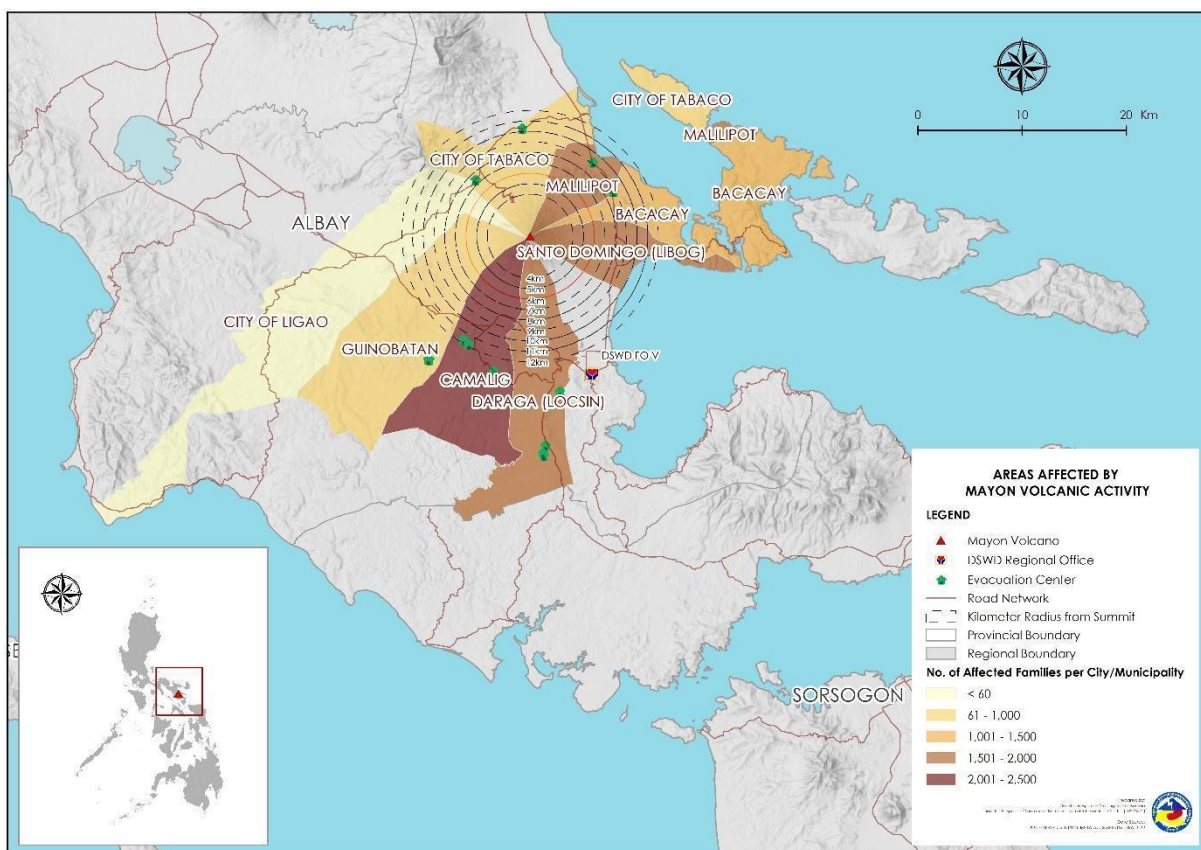 CITY OF TABACO
MALILIPOT
BACACAY
0 10 20 Km
CITY OF TABACO
MALILIPOT
BACACAY
ALBAY
SANTO DOMINGO (LIBOG)
4km
5km
6km
7km
8km
9km
10km
11km
12km
CITY OF LIGAO
GUINOBATAN
CAMALIG
DARAGA (LOCSIN)
DSWD FO V
SORSOGON
AREAS AFFECTED BY
MAYON VOLCANIC ACTIVITY
LEGEND
Mayon Volcano
DSWD Regional Office
Evacuation Center
Road Network
Kilometer Radius from Summit
Provincial Boundary
Regional Boundary
No. of Affected Families per City/Municipality
< 60
61 - 1,000
1,001 - 1,500
1,501 - 2,000
2,001 - 2,500
Prepared by: